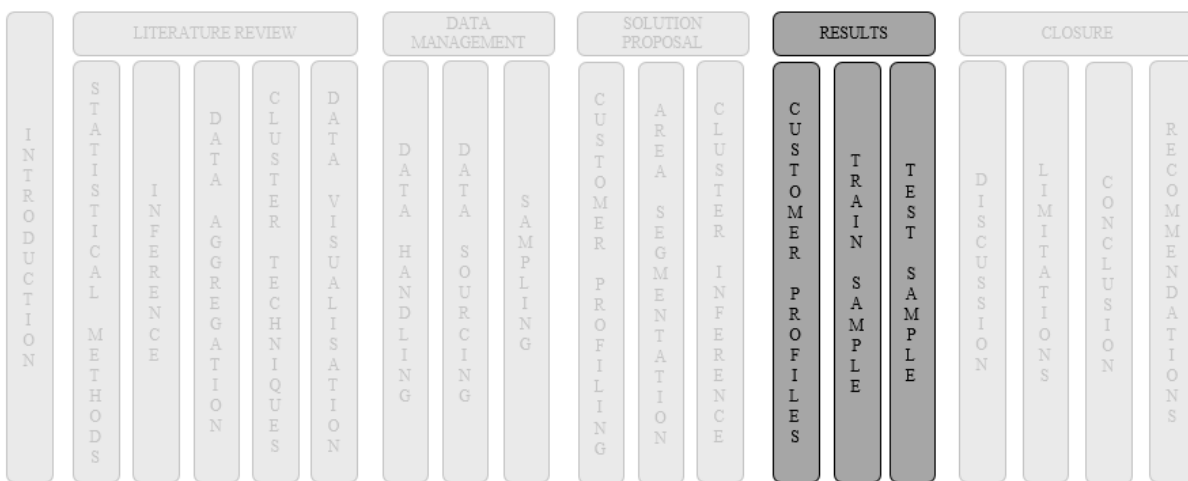 INTRODUCTION
LITERATURE REVIEW
STATISTICAL METHODS
INFERENCE
DATA AGGREGATION
CLUSTER TECHNIQUES
DATA VISUALISATION
DATA
MANAGEMENT
DATA HANDLING
DATA SOURCING
SAMPLING
SOLUTION
PROPOSAL
CUSTOMER PROFILING
AREA SEGMENTATION
CLUSTER INFERENCE
RESULTS
CUSTOMER PROFILES
TRAIN SAMPLE
TEST SAMPLE
CLOSURE
DISCUSSION
LIMITATIONS
CONCLUSION
RECOMMENDATIONS